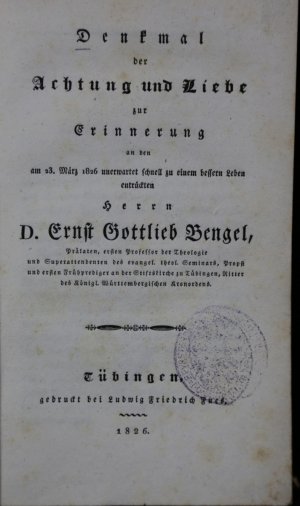 Denkmal
der
Achtung und Liebe
zur
Erinnerung
an den
am 23. März 1826 unerwartet schnell zu einem bessern Leben
entrückten
Herrn
D. Ernst Gottlieb Bengel,
Prälaten, ersten Professor der Theologie
und Superattendenten des evangel. theol. Seminars, Propst
und ersten Frühprediger an der Stiftskirche zu Tübingen, Ritter
des Königl. Württembergischen Kronordens.
Tübingen,
gedruckt bei Ludwig Friedrich Fues.
1826.